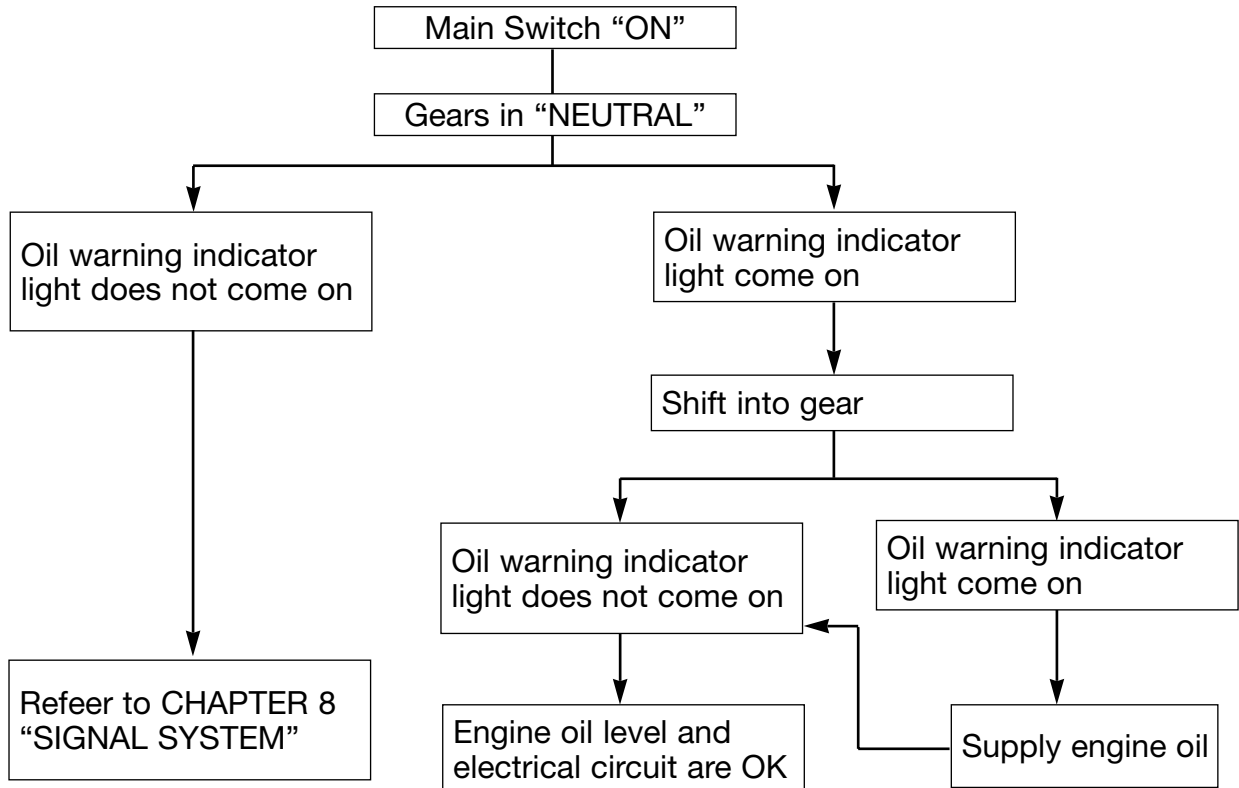 Main Switch “ON”
Gears in “NEUTRAL”
Oil warning indicator
light does not come on
Oil warning indicator
light come on
Shift into gear
Oil warning indicator
light does not come on
Oil warning indicator
light come on
Refeer to CHAPTER 8
“SIGNAL SYSTEM”
Engine oil level and
electrical circuit are OK
Supply engine oil